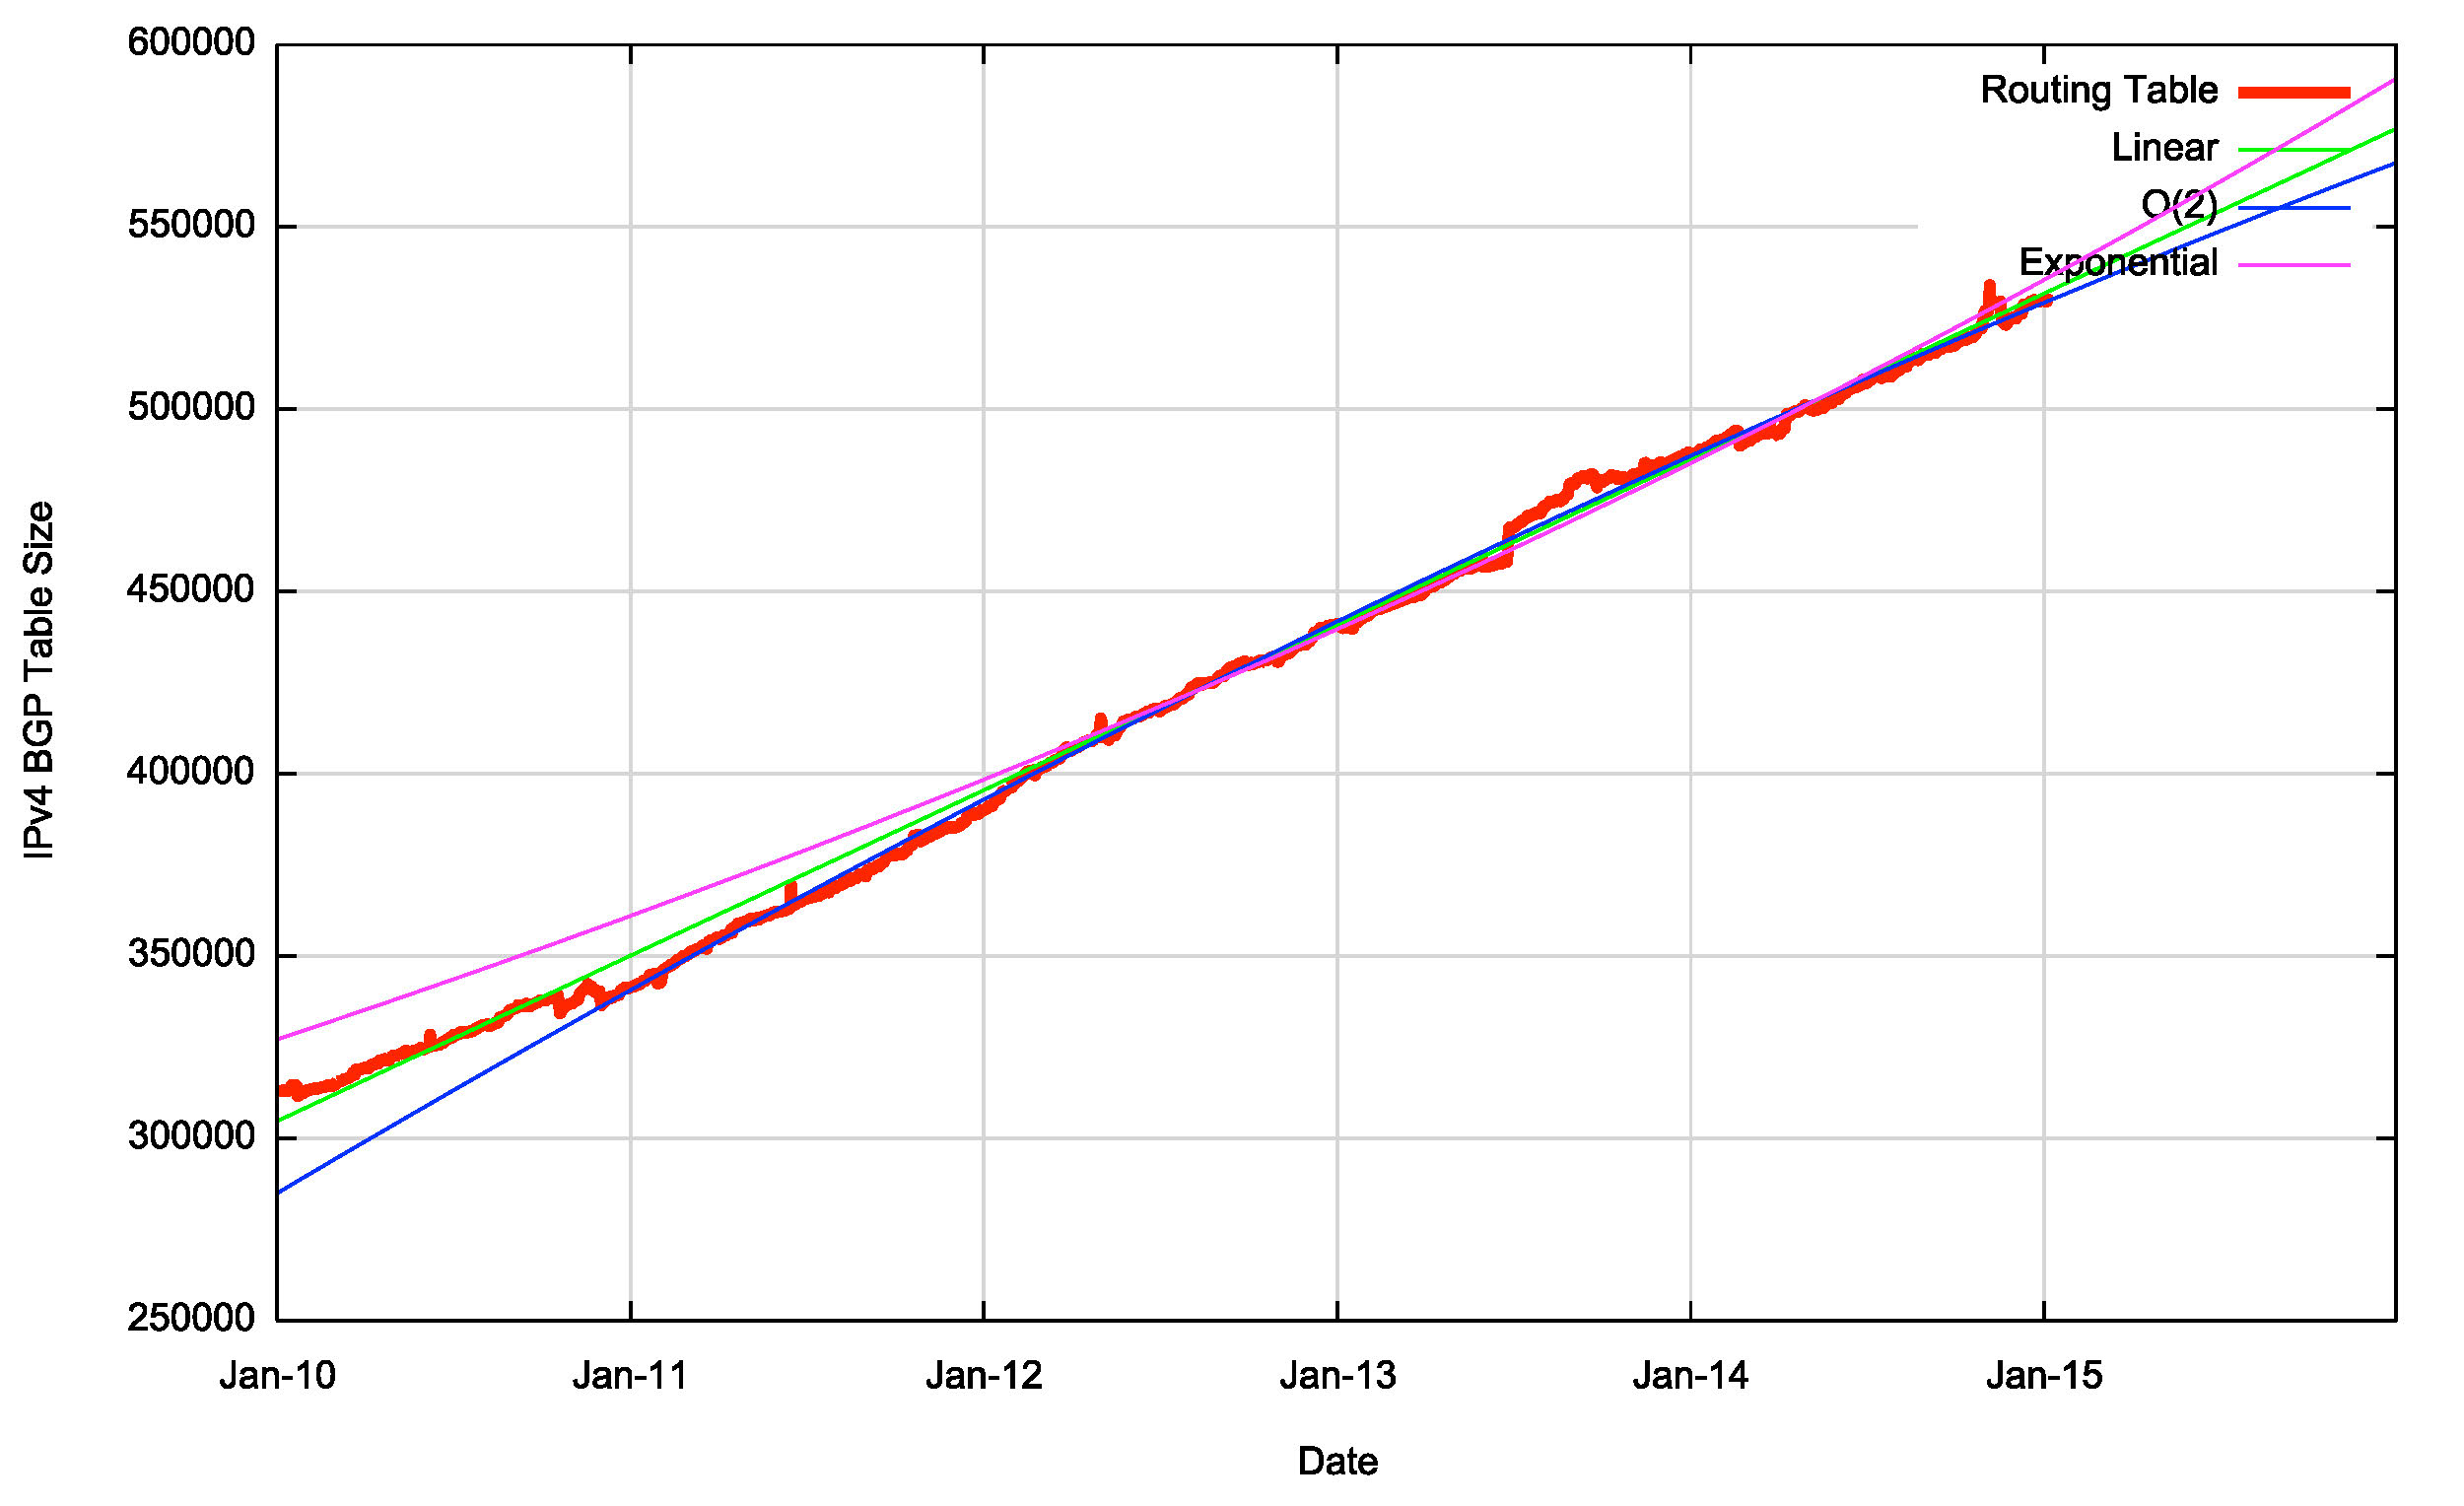 600000
550000
500000
450000
400000
350000
300000
250000
IPv4 BGP Table Size
Routing Table
Linear
O(2)
Exponential
Jan-10 Jan-11 Jan-12 Jan-13 Jan-14 Jan-15
Date